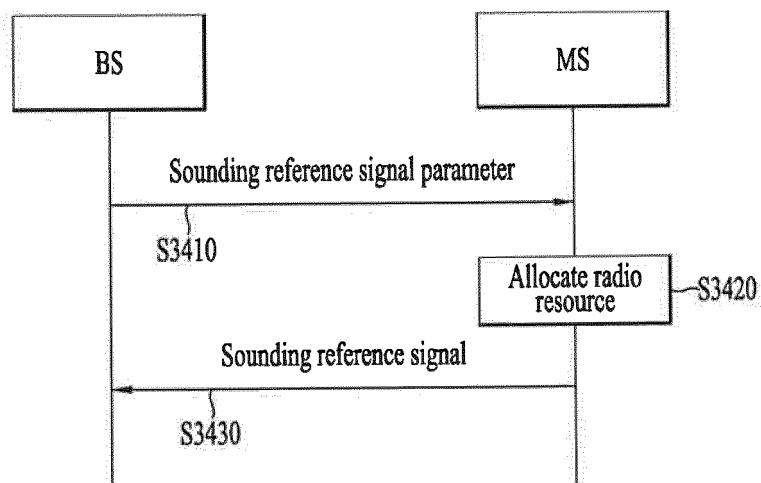 BS
MS
Sounding reference signal parameter
S3410
Allocate radio
resource
S3420
Sounding reference signal
S3430